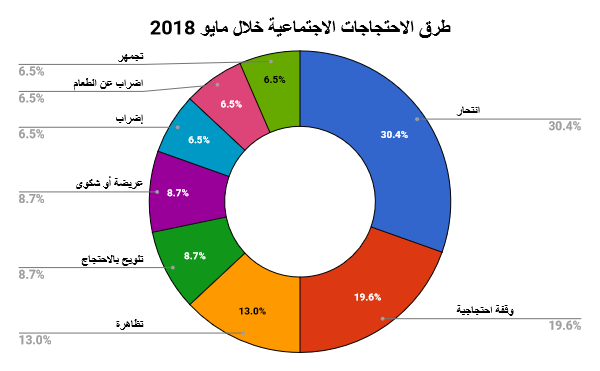 طرق الاحتجاجات الاجتماعية خلال مايو 2018
انتحار
30.4%
30.4%
وقفة احتجاجية
19.6%
19.6%
تظاهرة
13.0%
13.0%
تلويح بالاحتجاج
8.7%
8.7%
عريضة أو شكوى
8.7%
8.7%
إضراب
6.5%
6.5%
اضراب عن الطعام
6.5%
6.5%
تجمهر
6.5%
6.5%